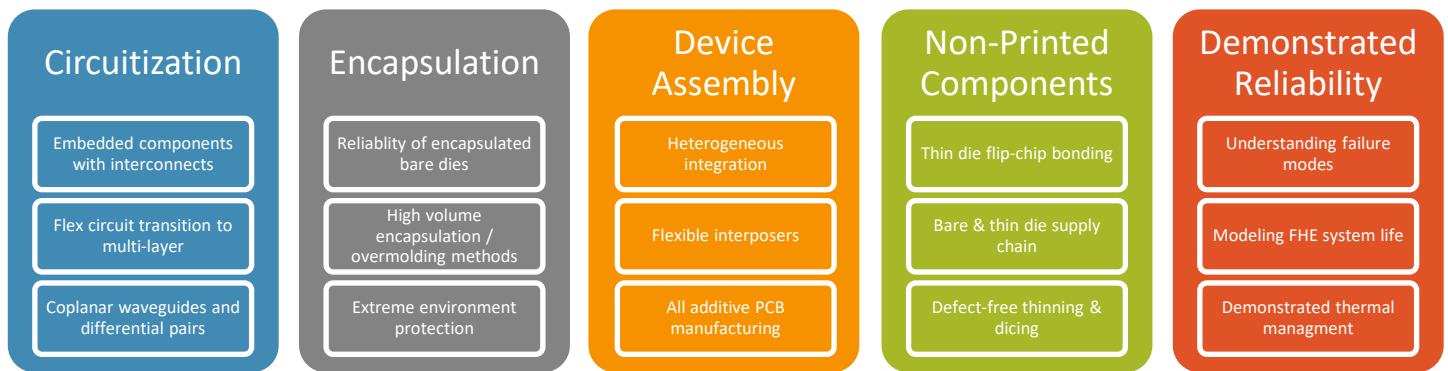 Circuitization
Embedded components
with interconnects
Flex circuit transition to
multi-layer
Coplanar waveguides and
differential pairs
Encapsulation
Reliablity of encapsulated
bare dies
High volume
encapsulation /
overmolding methods
Extreme environment
protection
Device
Assembly
Heterogeneous
integration
Flexible interposers
All additive PCB
manufacturing
Non-Printed
Components
Thin die flip-chip bonding
Bare & thin die supply
chain
Defect-free thinning &
dicing
Demonstrated
Reliability
Understanding failure
modes
Modeling FHE system life
Demonstrated thermal
managment